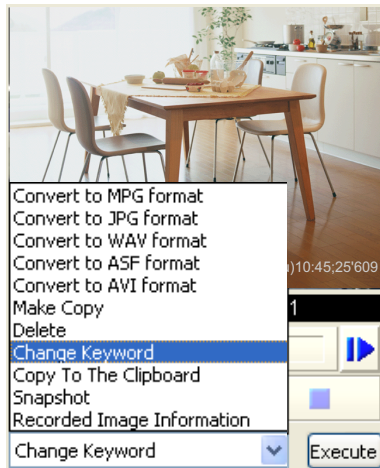 Convert to MPG format
Convert to JPG format
Convert to WAV format
Convert to ASF format
Convert to AVI format
)10:45;25'609
Make Copy
1
Delete
Change Keyword
Copy To The Clipboard
Snapshot
Recorded Image Information
Change Keyword
Execute